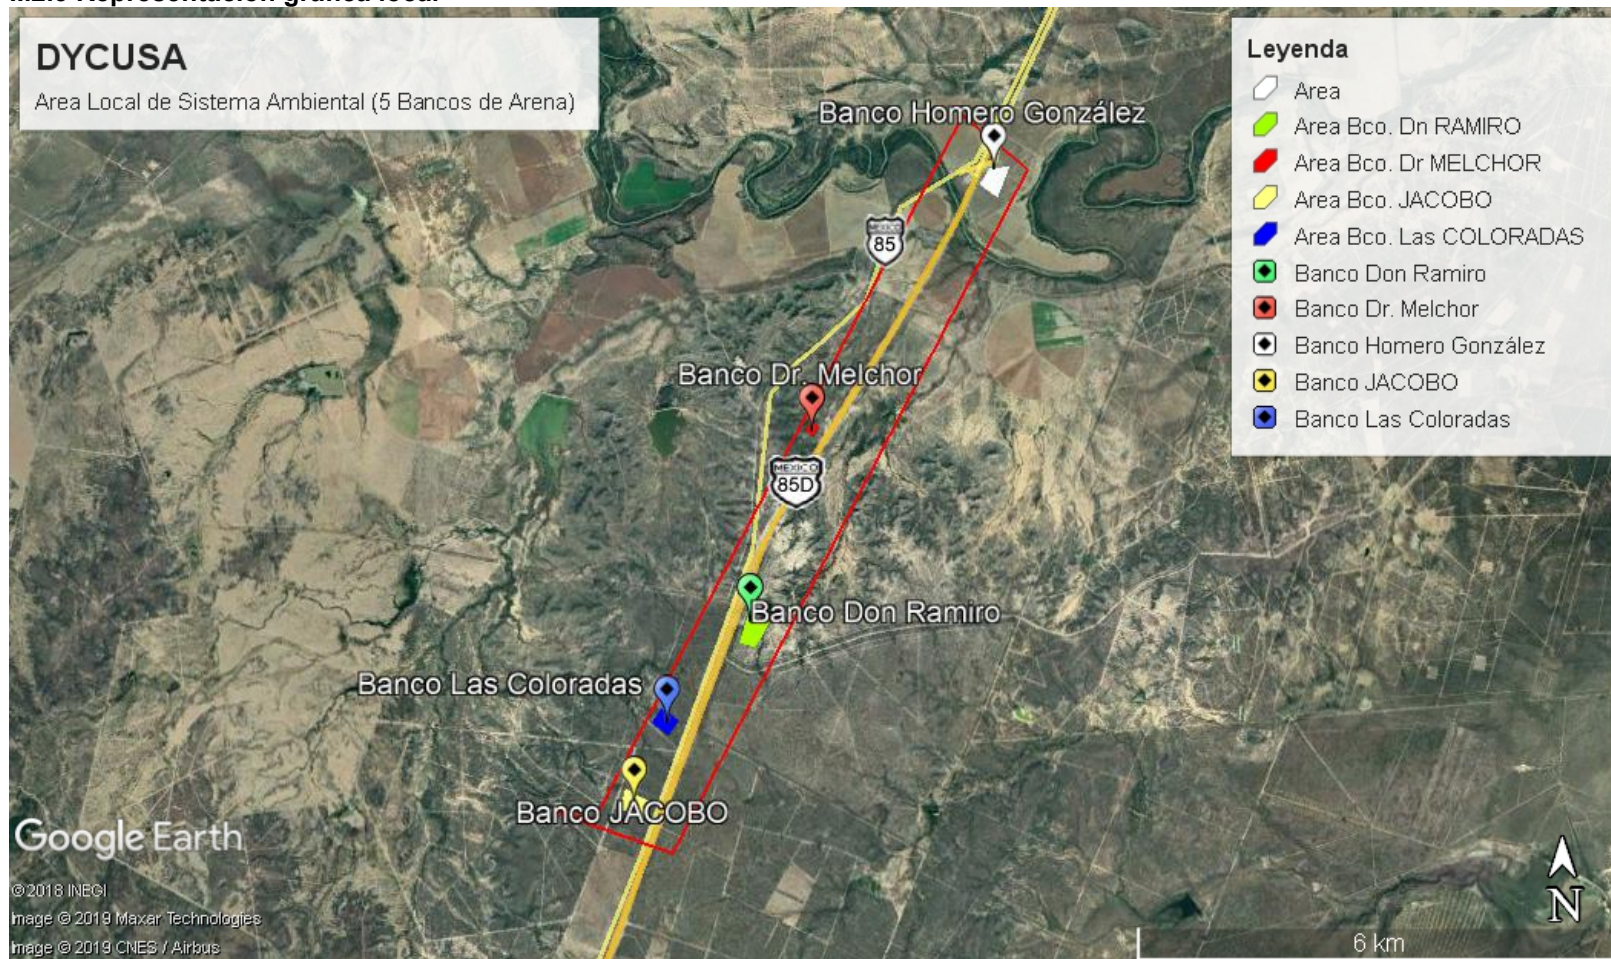 DYCUSA
Area Local de Sistema Ambiental (5 Bancos de Arena)
Leyenda
Area
Area Bco. Dn RAMIRO
Area Bco. Dr MELCHOR
Area Bco. JACOBO
Area Bco. Las COLORADAS
Banco Don Ramiro
Banco Dr. Melchor
Banco Homero González
Banco JACOBO
Banco Las Coloradas
Banco Homero González
MEXICO
85
Banco Dr. Melchor
MEXICO
85D
Banco Don Ramiro
Banco Las Coloradas
Banco JACOBO
Google Earth
© 2018 INEGI
Image © 2019 Maxar Technologies
Image © 2019 CNES / Airbus
N
6 km